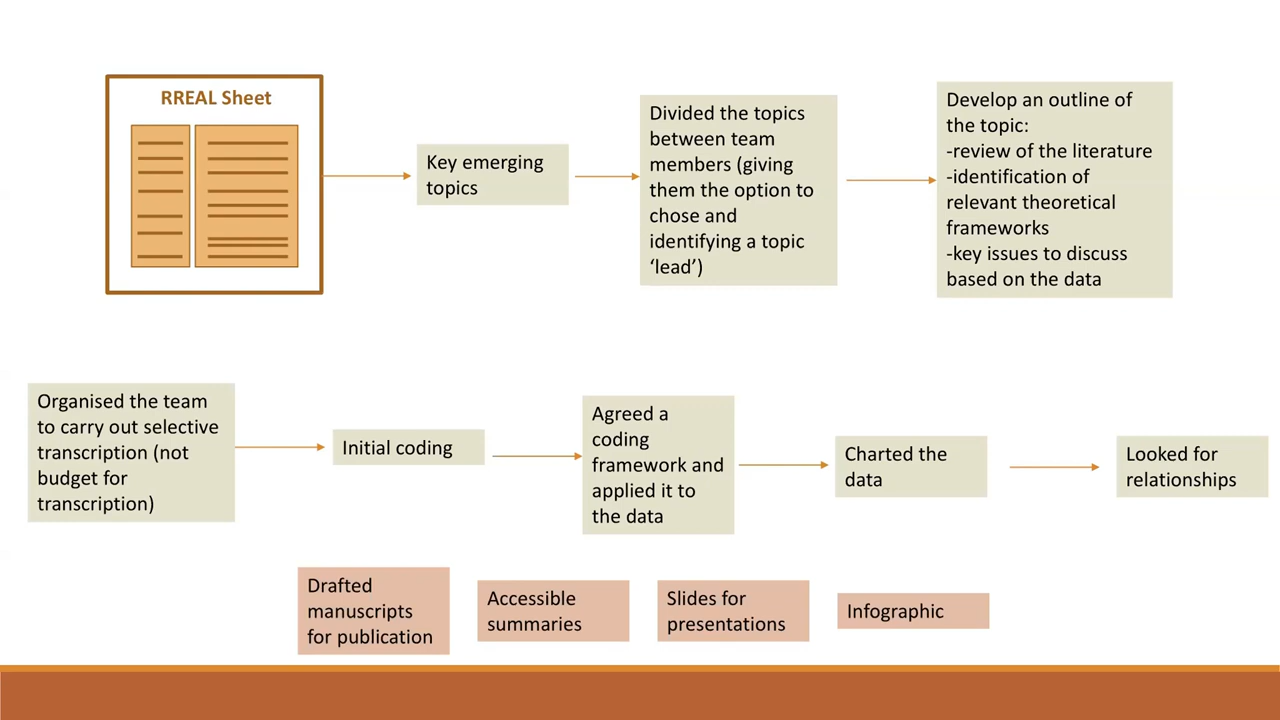 RREAL Sheet
Key emerging
topics
Divided the topics
between team
members (giving
them the option to
chose and
identifying a topic
‘lead’)
Develop an outline of
the topic:
-review of the literature
-identification of
relevant theoretical
frameworks
-key issues to discuss
based on the data
Organised the team
to carry out selective
transcription (not
budget for
transcription)
Initial coding
Agreed a
coding
framework and
applied it to
the data
Charted the
data
Looked for
relationships
Drafted
manuscripts
for publication
Accessible
summaries
Slides for
presentations
Infographic